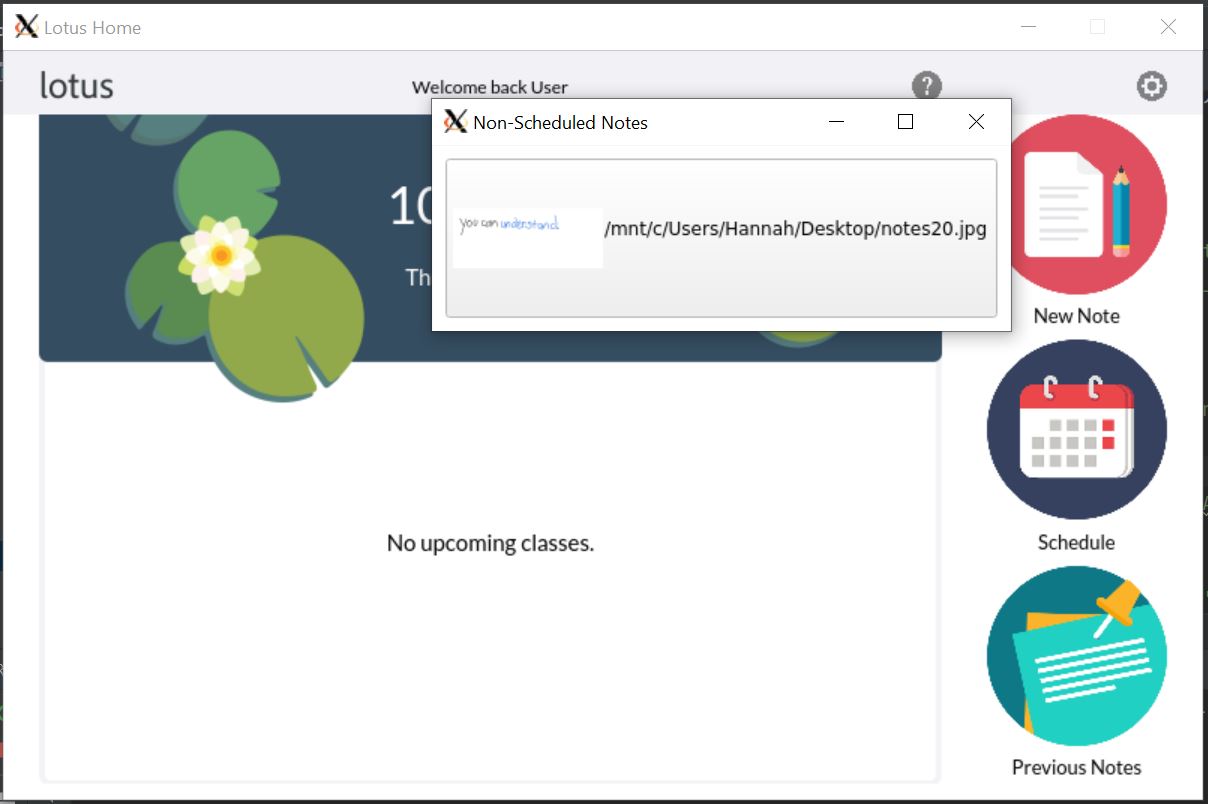 Lotus Home
lotus
Welcome back User
?
Non-Scheduled Notes
you can understand
/mnt/c/Users/Hannah/Desktop/notes20.jpg
10
Th
New Note
Schedule
No upcoming classes.
Previous Notes